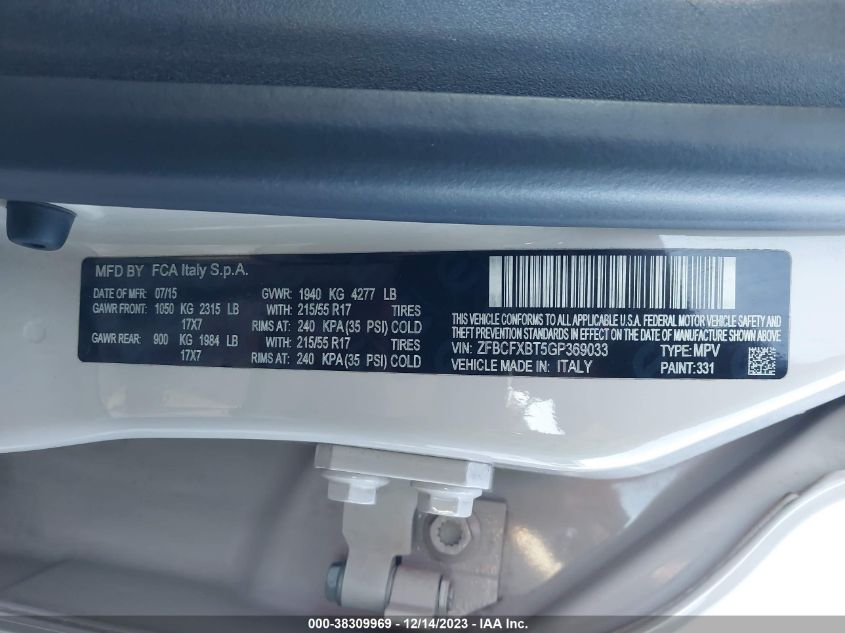 MFD BY FCA Italy S.p.A.
DATE OF MFR: 07/15 GVWR: 1940 KG 4277 LB
GAWR FRONT: 1050 KG 2315 LB WITH: 215/55 R17 TIRES
17X7 RIMS AT: 240 KPA (35 PSI) COLD
GAWR REAR: 900 KG 1984 LB WITH: 215/55 R17 TIRES
17X7 RIMS AT: 240 KPA (35 PSI) COLD
THIS VEHICLE CONFORMS TO ALL APPLICABLE U.S.A. FEDERAL MOTOR VEHICLE SAFETY AND
THEFT PREVENTION STANDARDS IN EFFECT ON THE DATE OF MANUFACTURE SHOWN ABOVE.
VIN: ZFBCFXBT5GP369033 TYPE: MPV
VEHICLE MADE IN: ITALY PAINT: 331
000-38309969 - 12/14/2023 - IAAI.COM